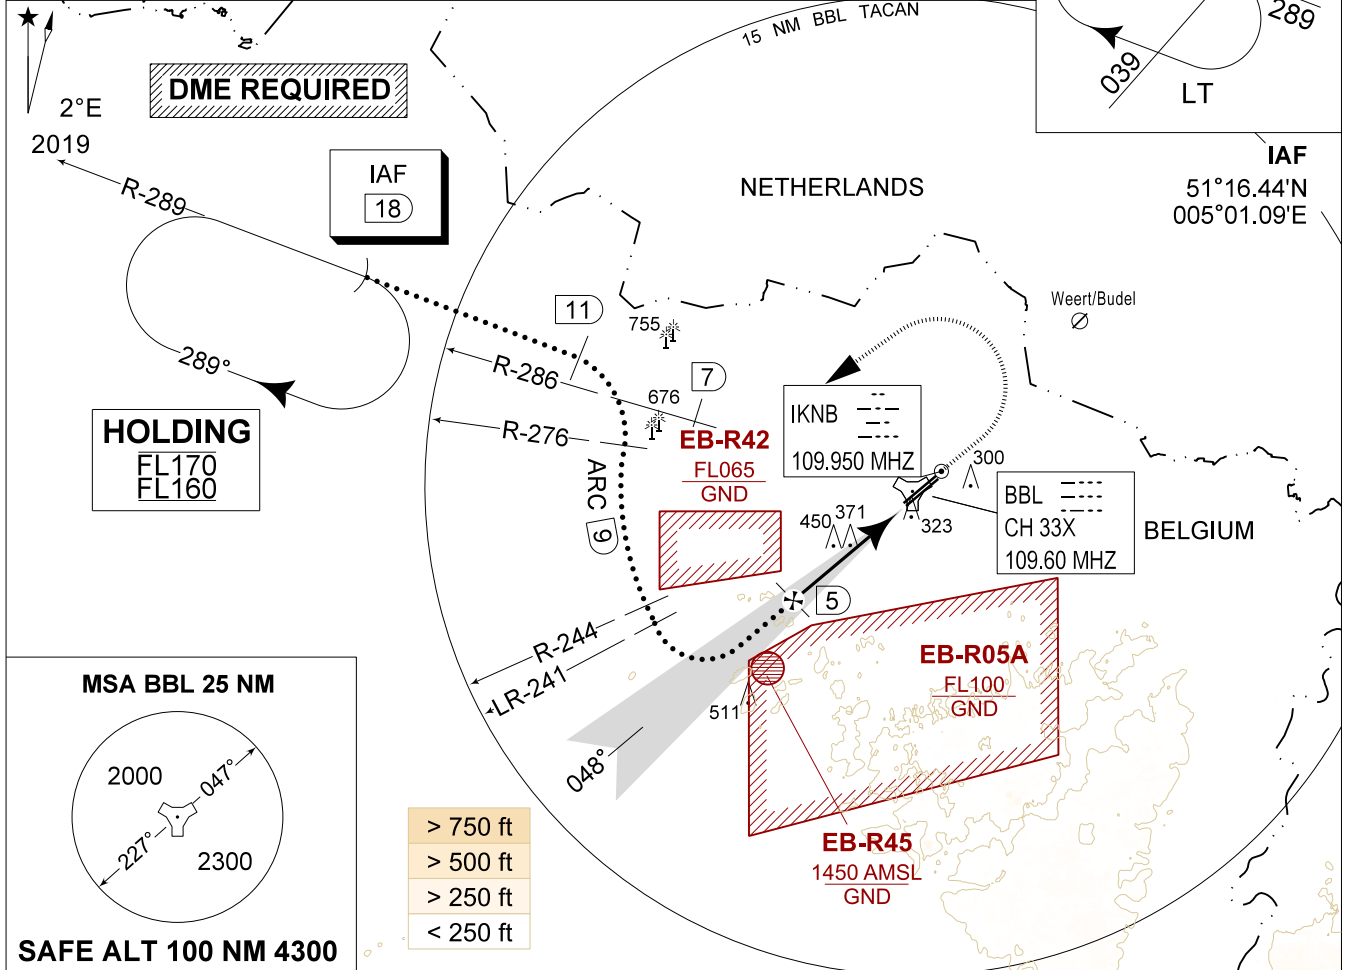 15 NM BBL TACAN
289
039
LT
2°E
2019
DME REQUIRED
IAF
18
IAF
51°16.44'N
005°01.09'E
NETHERLANDS
R-289
289°
HOLDING
FL170
FL160
11
755
Weert/Budel
R-286
7
676
R-276
EB-R42
FL065
GND
IKNB
109.950 MHZ
300
BBL
CH 33X
109.60 MHZ
BELGIUM
ARC 9
450
371
323
5
R-244
LR-241
EB-R05A
FL100
GND
511
048°
MSA BBL 25 NM
2000
047°
227°
2300
SAFE ALT 100 NM 4300
> 750 ft
> 500 ft
> 250 ft
< 250 ft
EB-R45
1450 AMSL
GND